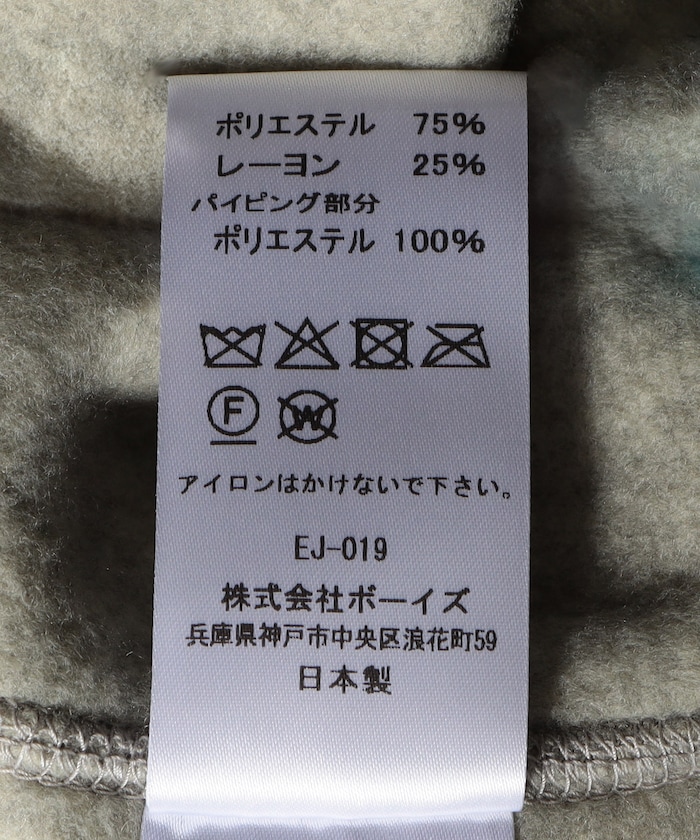 ポリエステル 75%
レーヨン 25%
パイピング部分
ポリエステル 100%
F W
アイロンはかけないで下さい。
EJ-019
株式会社ボーイズ
兵庫県神戸市中央区浪花町59
日本製